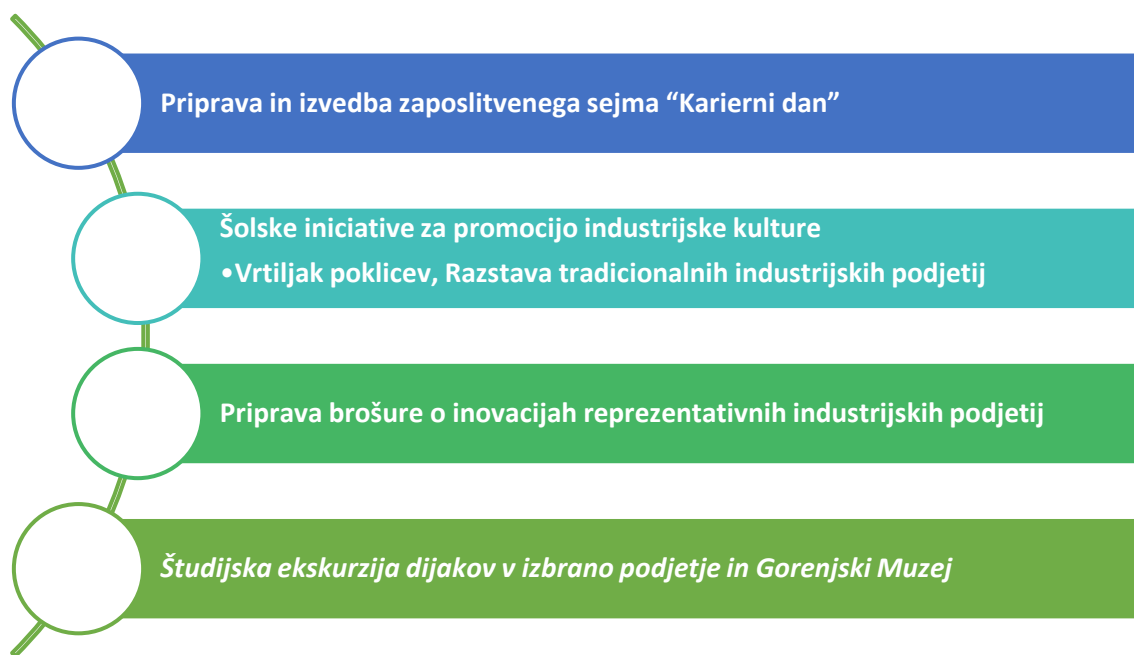 Priprava in izvedba zaposlitvenega sejma “Karierni dan”
Šolske iniciative za promocijo industrijske kulture
•Vrtiljak poklicev, Razstava tradicionalnih industrijskih podjetij
Priprava brošure o inovacijah reprezentativnih industrijskih podjetij
Študijska ekskurzija dijakov v izbrano podjetje in Gorenjski Muzej